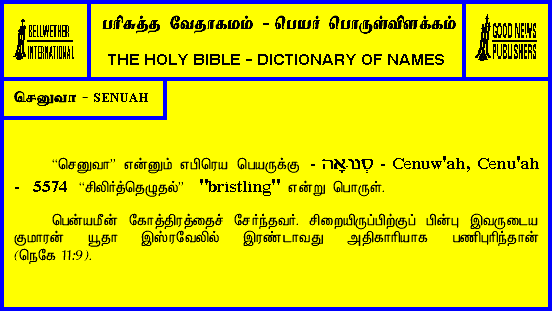 BELLWETHER
INTERNATIONAL
பரிசுத்த வேதாகமம் - பெயர் பொருள்விளக்கம்
THE HOLY BIBLE - DICTIONARY OF NAMES
GOOD NEWS
PUBLISHERS
செனுவா - SENUAH
“செனுவா” என்னும் எபிரெய பெயருக்கு - סְנוּאָה - Cenuw'ah, Cenu'ah
- 5574 “சிலிர்த்தெழுதல்” "bristling" என்று பொருள்.
பென்யமீன் கோத்திரத்தைச் சேர்ந்தவர். சிறையிருப்பிற்குப் பின்பு இவருடைய
குமாரன் யூதா இஸ்ரவேலில் இரண்டாவது அதிகாரியாக பணிபுரிந்தான்
(நெகே 11:9).